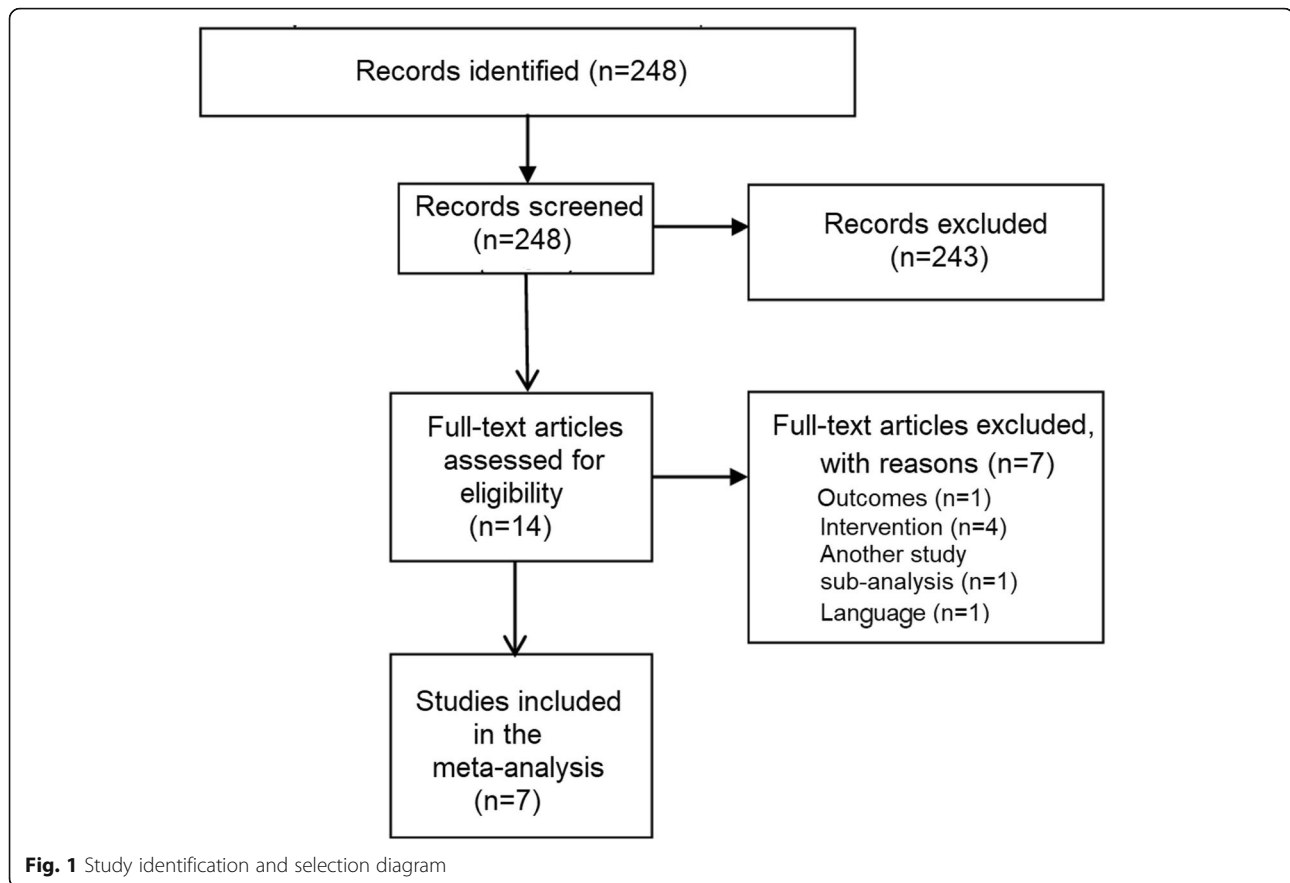 Records identified (n=248)
Records screened
(n=248)
Records excluded
(n=243)
Full-text articles
assessed for
eligibility
(n=14)
Full-text articles excluded,
with reasons (n=7)
Outcomes (n=1)
Intervention (n=4)
Another study
sub-analysis (n=1)
Language (n=1)
Studies included
in the
meta-analysis
(n=7)
Fig. 1 Study identification and selection diagram